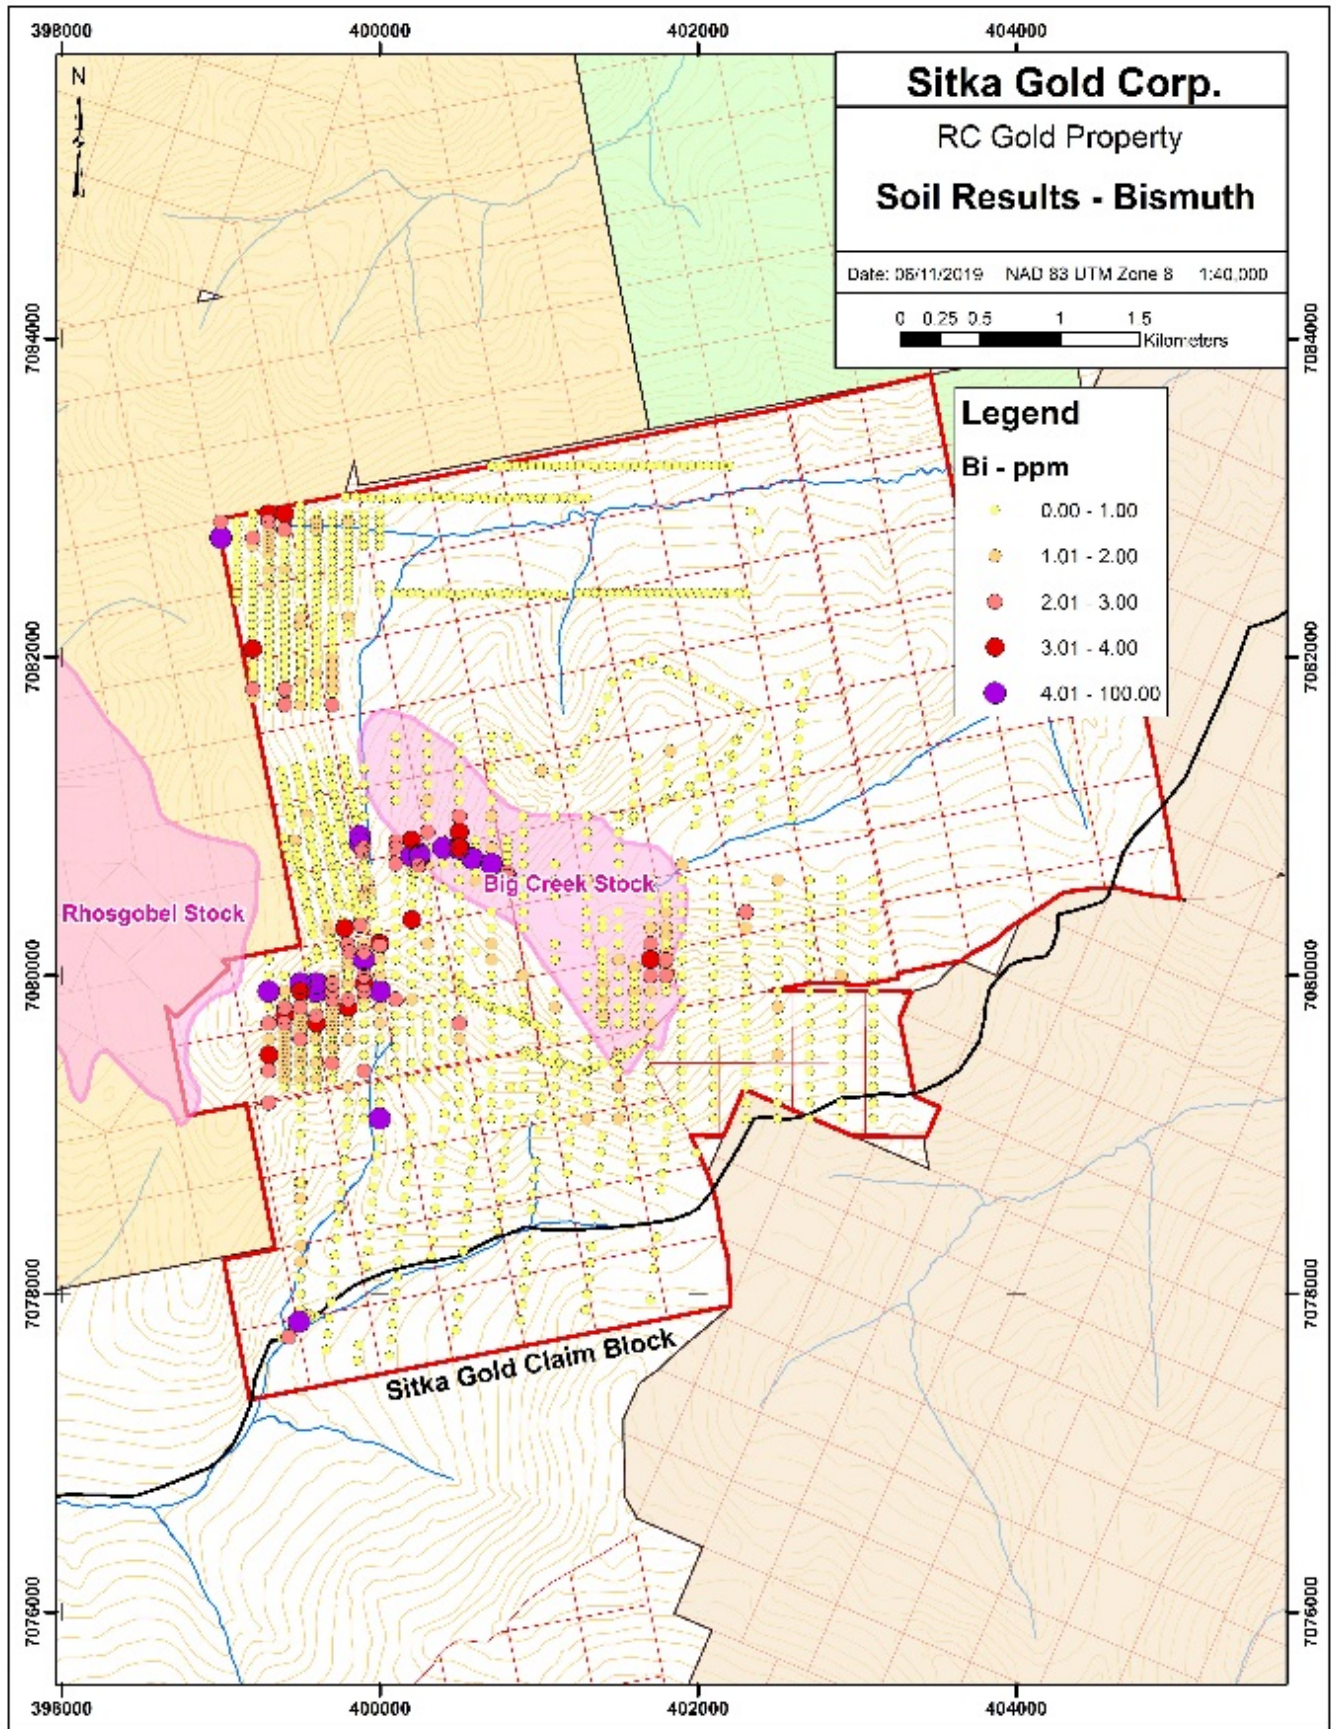 398000 400000 402000 404000
N
Sitka Gold Corp.
RC Gold Property
Soil Results - Bismuth
Date: 06/11/2019 NAD 83 UTM Zone 8 1:40,000
0 0.25 0.5 1 1.5
Kilometers
7084000 7084000
Legend
Bi - ppm
0.00 - 1.00
1.01 - 2.00
2.01 - 3.00
3.01 - 4.00
4.01 - 100.00
7082000 7082000
Big Creek Stock
Rhosgobel Stock
7080000 7080000
7078000 7078000
Sitka Gold Claim Block
7076000 7076000
398000 400000 402000 404000